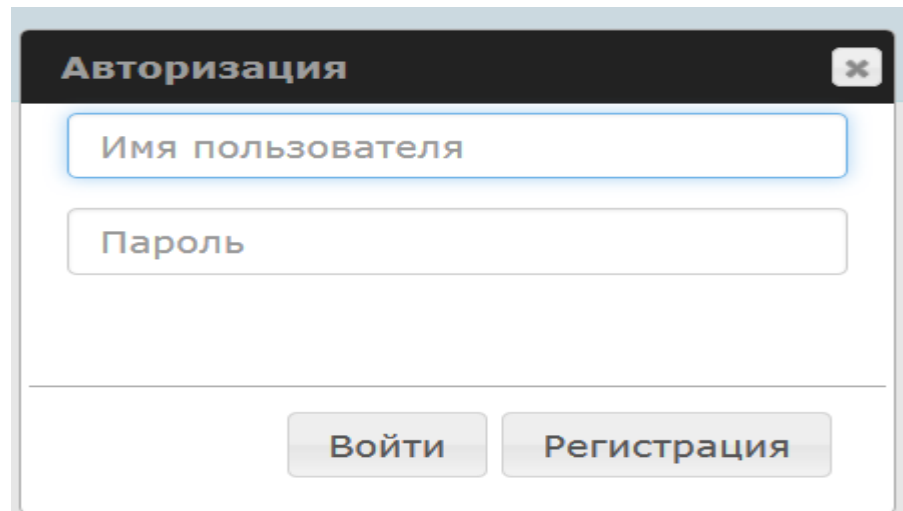 Авторизация
Имя пользователя
Пароль
Войти Регистрация